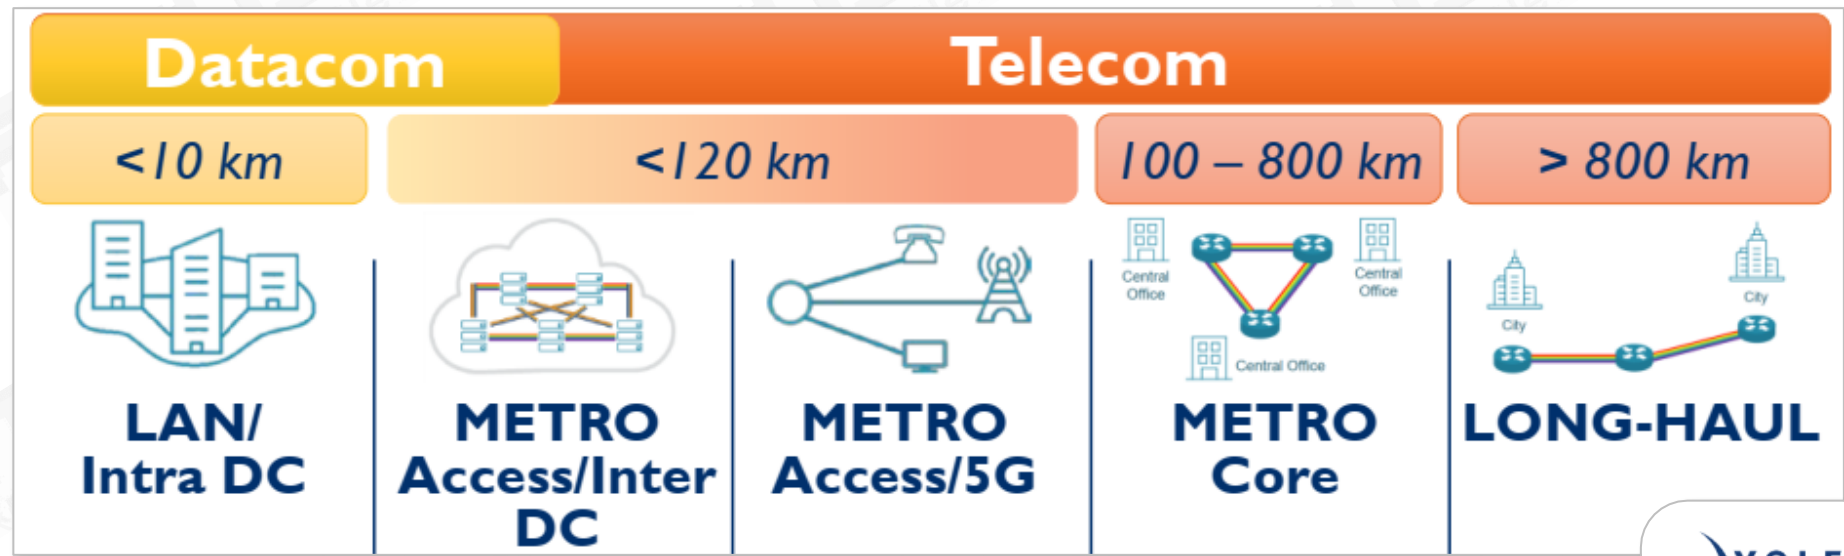 Datacom
Telecom
<10 km
<120 km
100 – 800 km
> 800 km
Central
Office
Central
Office
Central Office
City
City
LAN/
Intra DC
METRO
Access/Inter
DC
METRO
Access/5G
METRO
Core
LONG-HAUL